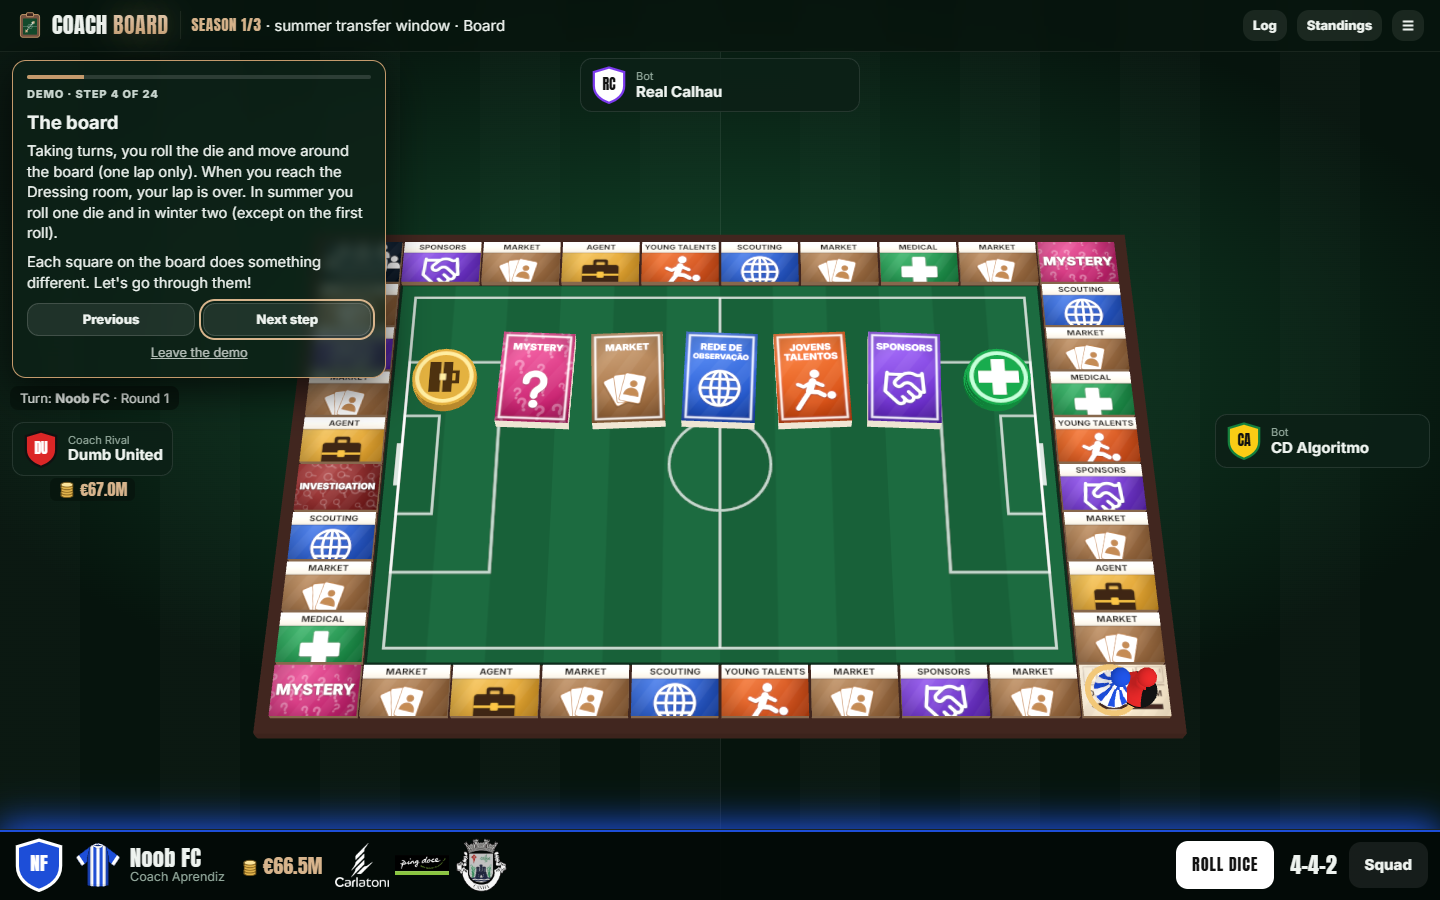 COACH BOARD
SEASON 1/3 · summer transfer window · Board
Log
Standings
DEMO · STEP 4 OF 24
The board
Taking turns, you roll the die and move around
the board (one lap only). When you reach the
Dressing room, your lap is over. In summer you
roll one die and in winter two (except on the first
roll).
Each square on the board does something
different. Let's go through them!
Previous
Next step
Leave the demo
RC
Bot
Real Calhau
Turn: Noob FC · Round 1
DU
Coach Rival
Dumb United
€67.0M
CA
Bot
CD Algoritmo
SPONSORS
MARKET
AGENT
YOUNG TALENTS
SCOUTING
MARKET
MEDICAL
MARKET
MYSTERY
SCOUTING
MARKET
MEDICAL
YOUNG TALENTS
SPONSORS
MARKET
AGENT
MARKET
MYSTERY
MARKET
REDE DE
OBSERVAÇÃO
JOVENS
TALENTOS
SPONSORS
MARKET
AGENT
INVESTIGATION
SCOUTING
MARKET
MEDICAL
MYSTERY
MARKET
AGENT
MARKET
SCOUTING
YOUNG TALENTS
MARKET
SPONSORS
MARKET
NF
Noob FC
Coach Aprendiz
€66.5M
Carlaton
ping doce
ROLL DICE
4-4-2
Squad